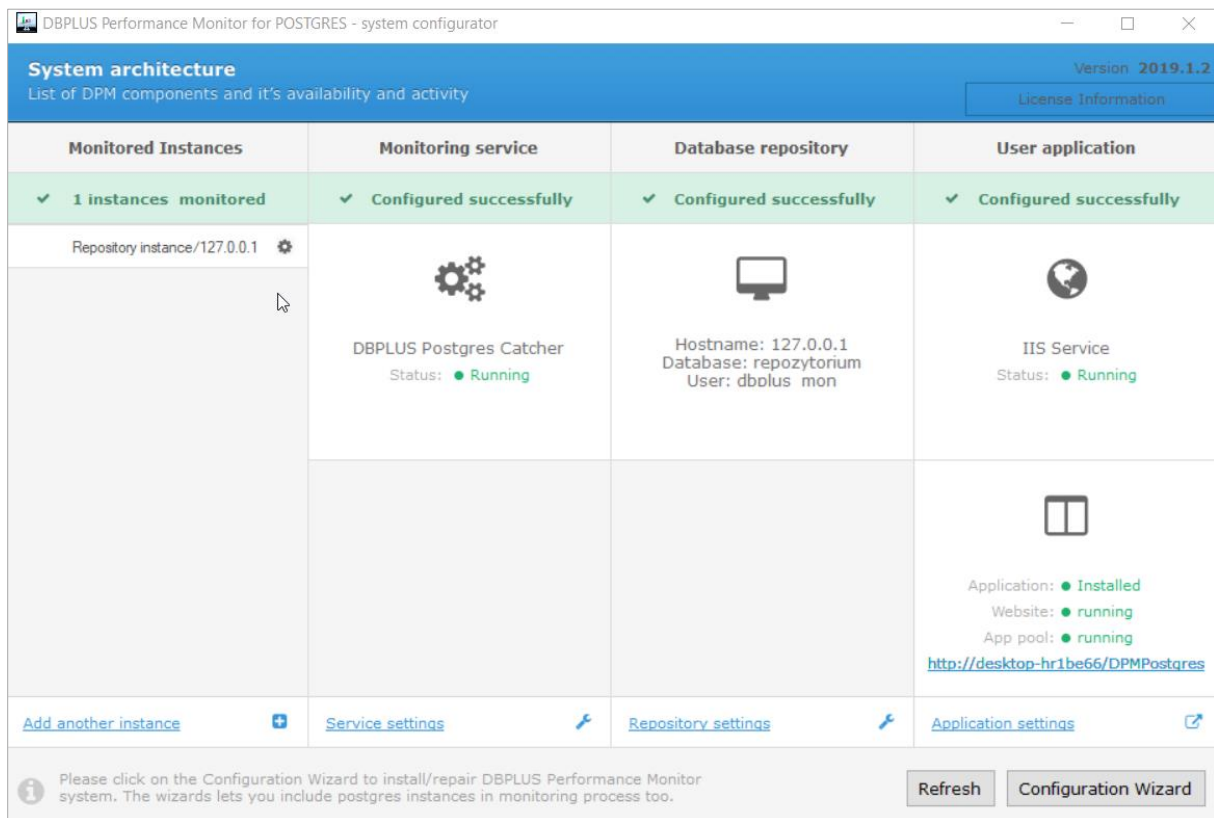 DBPLUS Performance Monitor for POSTGRES - system configurator
System architecture
List of DPM components and it's availability and activity
Version 2019.1.2
License Information
Monitored Instances
Monitoring service
Database repository
User application
1 instances monitored
Configured successfully
Configured successfully
Configured successfully
Repository instance/127.0.0.1
DBPLUS Postgres Catcher
Status: Running
Hostname: 127.0.0.1
Database: repozytorium
User: dbplus_mon
IIS Service
Status: Running
Application: Installed
Website: running
App pool: running
http://desktop-hr1be66/DPMPostgres
Add another instance
Service settings
Repository settings
Application settings
Please click on the Configuration Wizard to install/repair DBPLUS Performance Monitor
system. The wizards lets you include postgres instances in monitoring process too.
Refresh
Configuration Wizard